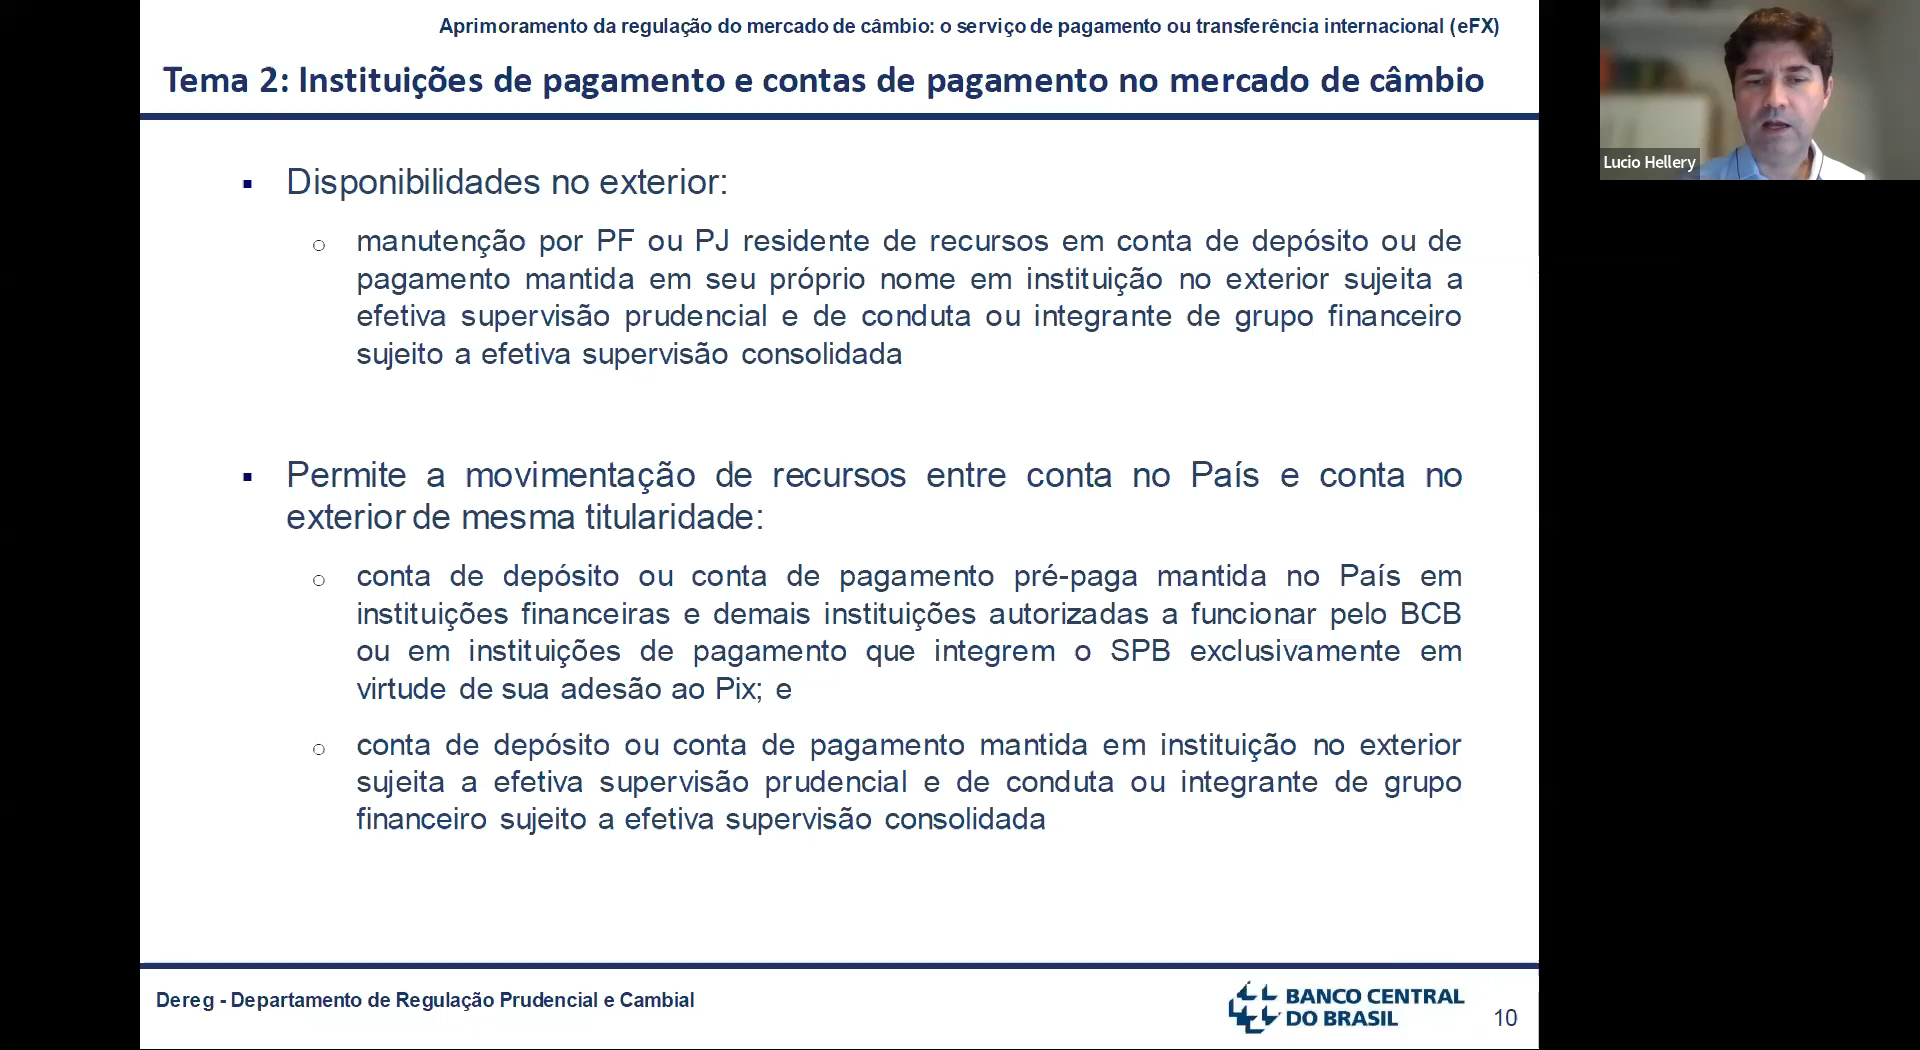 Aprimoramento da regulação do mercado de câmbio: o serviço de pagamento ou transferência internacional (eFX)
Tema 2: Instituições de pagamento e contas de pagamento no mercado de câmbio
▪ Disponibilidades no exterior:
○ manutenção por PF ou PJ residente de recursos em conta de depósito ou de
pagamento mantida em seu próprio nome em instituição no exterior sujeita a
efetiva supervisão prudencial e de conduta ou integrante de grupo financeiro
sujeito a efetiva supervisão consolidada
▪ Permite a movimentação de recursos entre conta no País e conta no
exterior de mesma titularidade:
○ conta de depósito ou conta de pagamento pré-paga mantida no País em
instituições financeiras e demais instituições autorizadas a funcionar pelo BCB
ou em instituições de pagamento que integrem o SPB exclusivamente em
virtude de sua adesão ao Pix; e
○ conta de depósito ou conta de pagamento mantida em instituição no exterior
sujeita a efetiva supervisão prudencial e de conduta ou integrante de grupo
financeiro sujeito a efetiva supervisão consolidada
Dereg - Departamento de Regulação Prudencial e Cambial
BANCO CENTRAL
DO BRASIL
10
Lucio Hellery